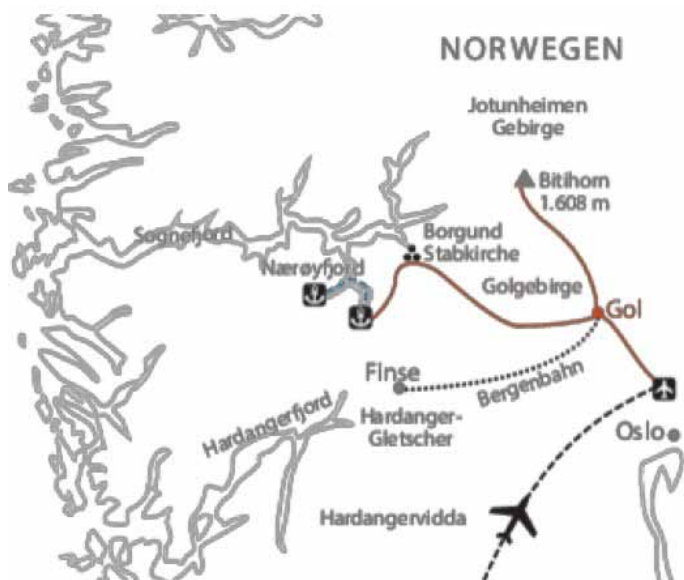 NORWEGEN
Jotunheimen
Gebirge
Bitihorn
1.608 m
Borgund
Stabkirche
Sognefjord
Nærøyfjord
Golgebirge
Gol
Finse
Bergenbahn
Hardangerfjord
Hardanger-
Gletscher
Oslo
Hardangervidda